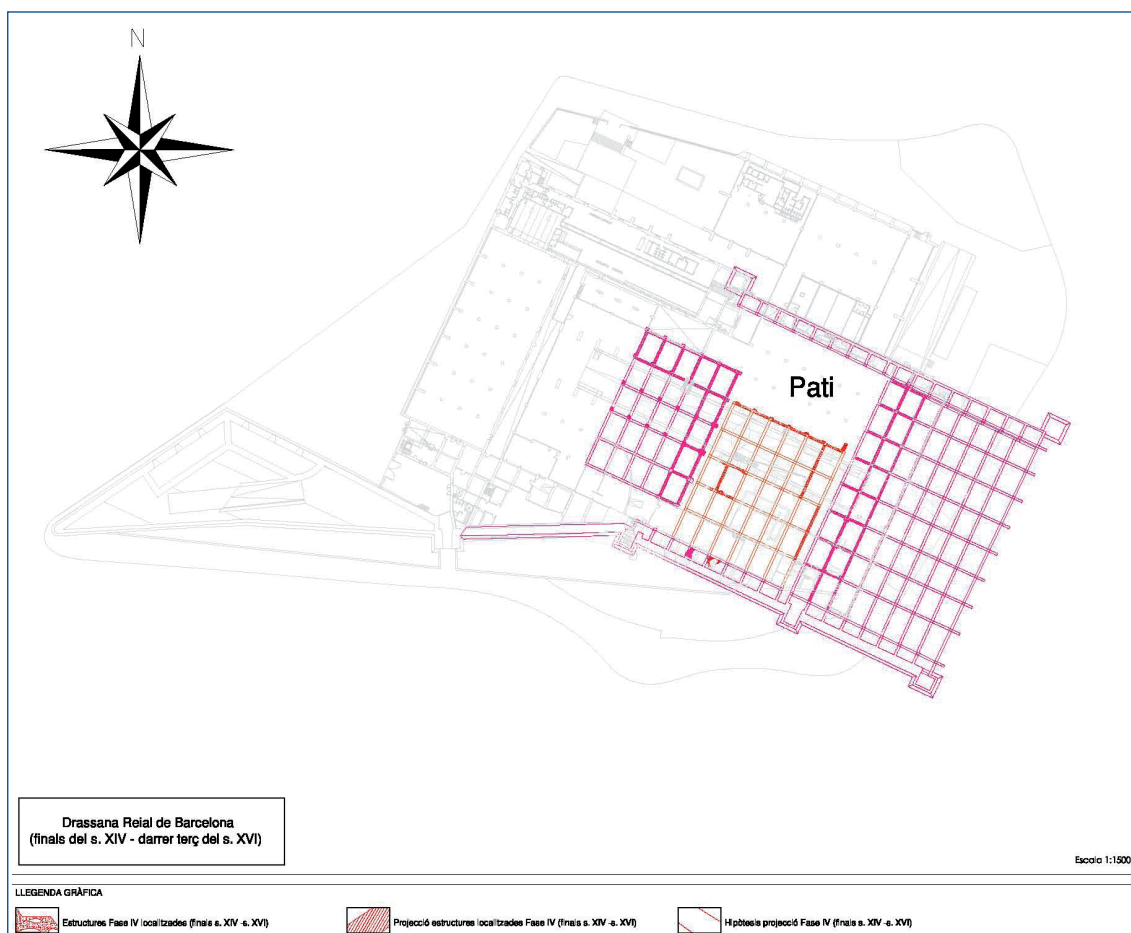 N
Pati
Drassana Reial de Barcelona
(finals del s. XIV - darrer terç del s. XVI)
Escala 1:1500
LLEGENDA GRÀFICA
Estructures Fase IV localitzades (finals s. XIV -s. XVI)
Projecció estructures localitzades Fase IV (finals s. XIV -s. XVI)
Hipòtesis projecció Fase IV (finals s. XIV -s. XVI)